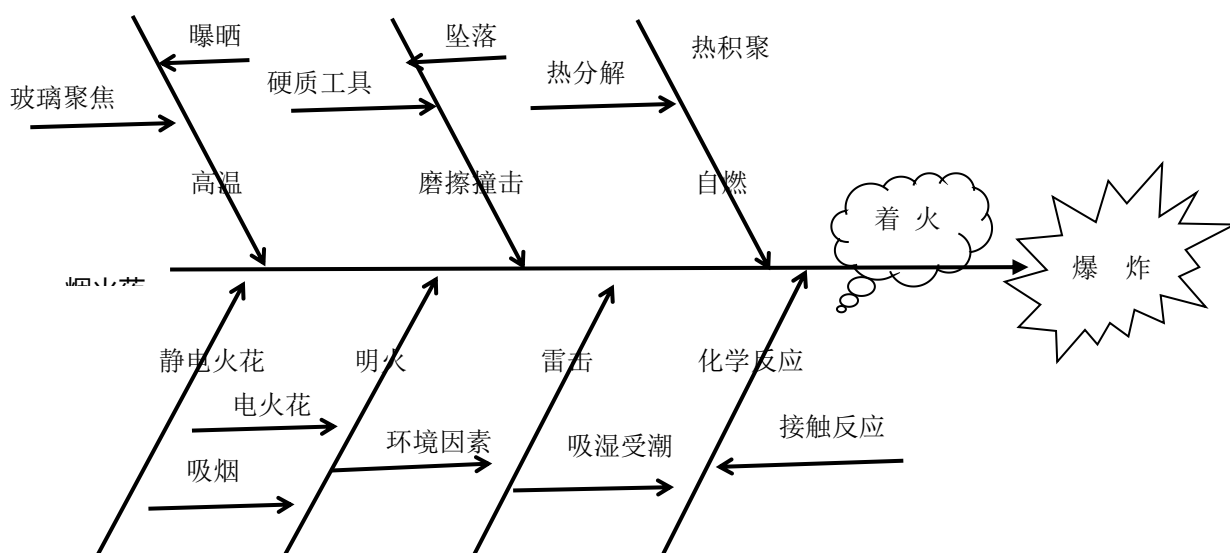 曝晒
坠落
热积聚
硬质工具
热分解
玻璃聚焦
高温
磨擦撞击
自燃
着 火
爆 炸
静电火花
明火
雷击
化学反应
电火花
环境因素
吸湿受潮
接触反应
吸烟